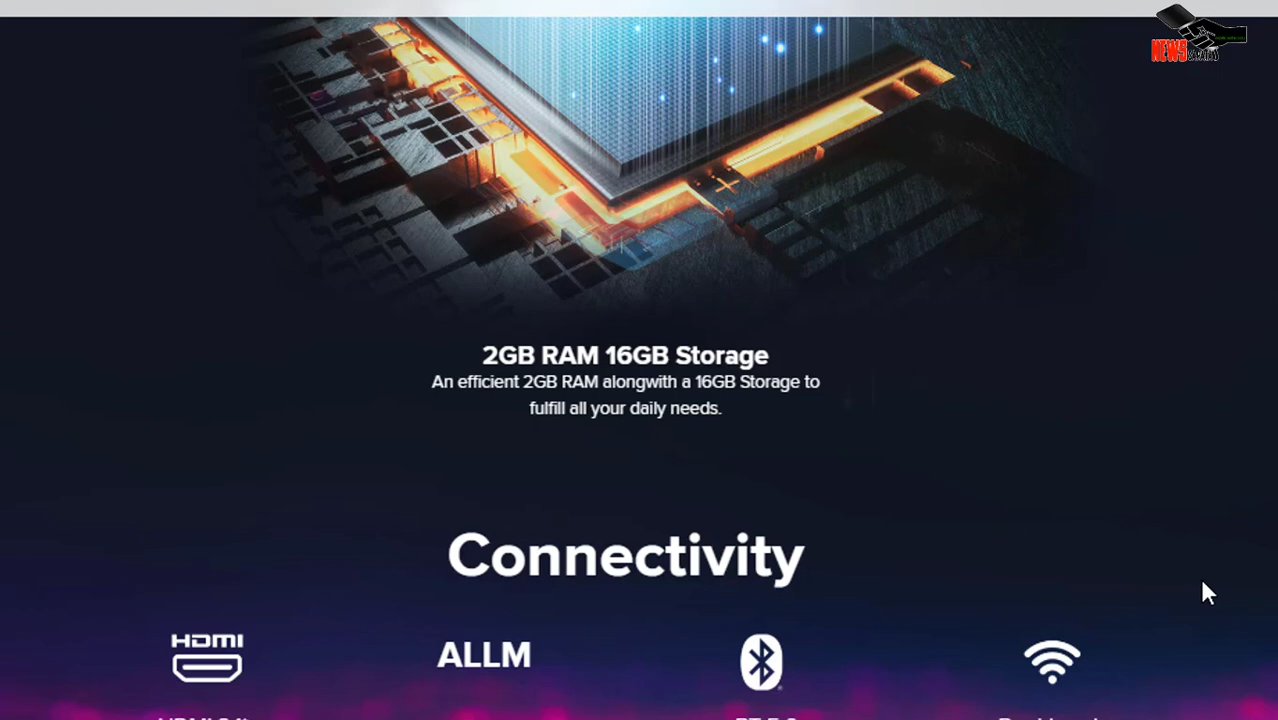 NEWS
2GB RAM 16GB Storage
An efficient 2GB RAM alongwith a 16GB Storage to
fulfill all your daily needs.
Connectivity
HDMI
ALLM